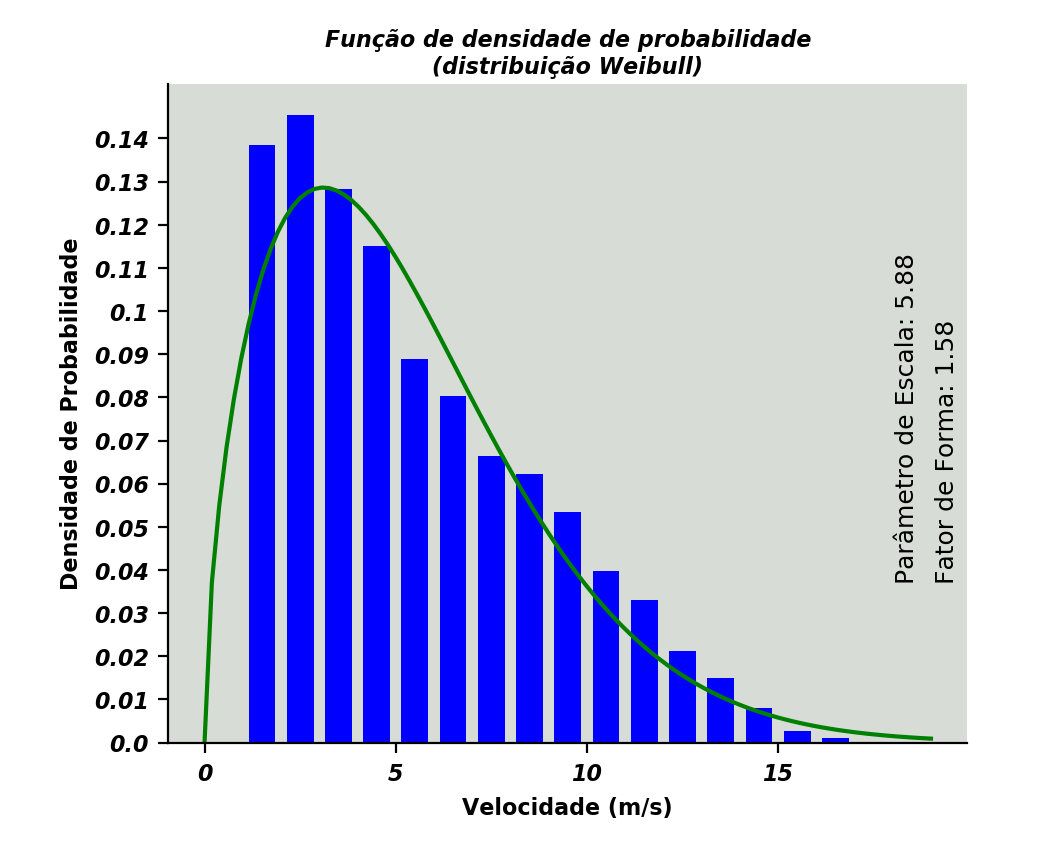 Função de densidade de probabilidade
(distribuição Weibull)
Densidade de Probabilidade
0.14
0.13
0.12
0.11
0.1
0.09
0.08
0.07
0.06
0.05
0.04
0.03
0.02
0.01
0.0
Parâmetro de Escala: 5.88
Fator de Forma: 1.58
0 5 10 15
Velocidade (m/s)